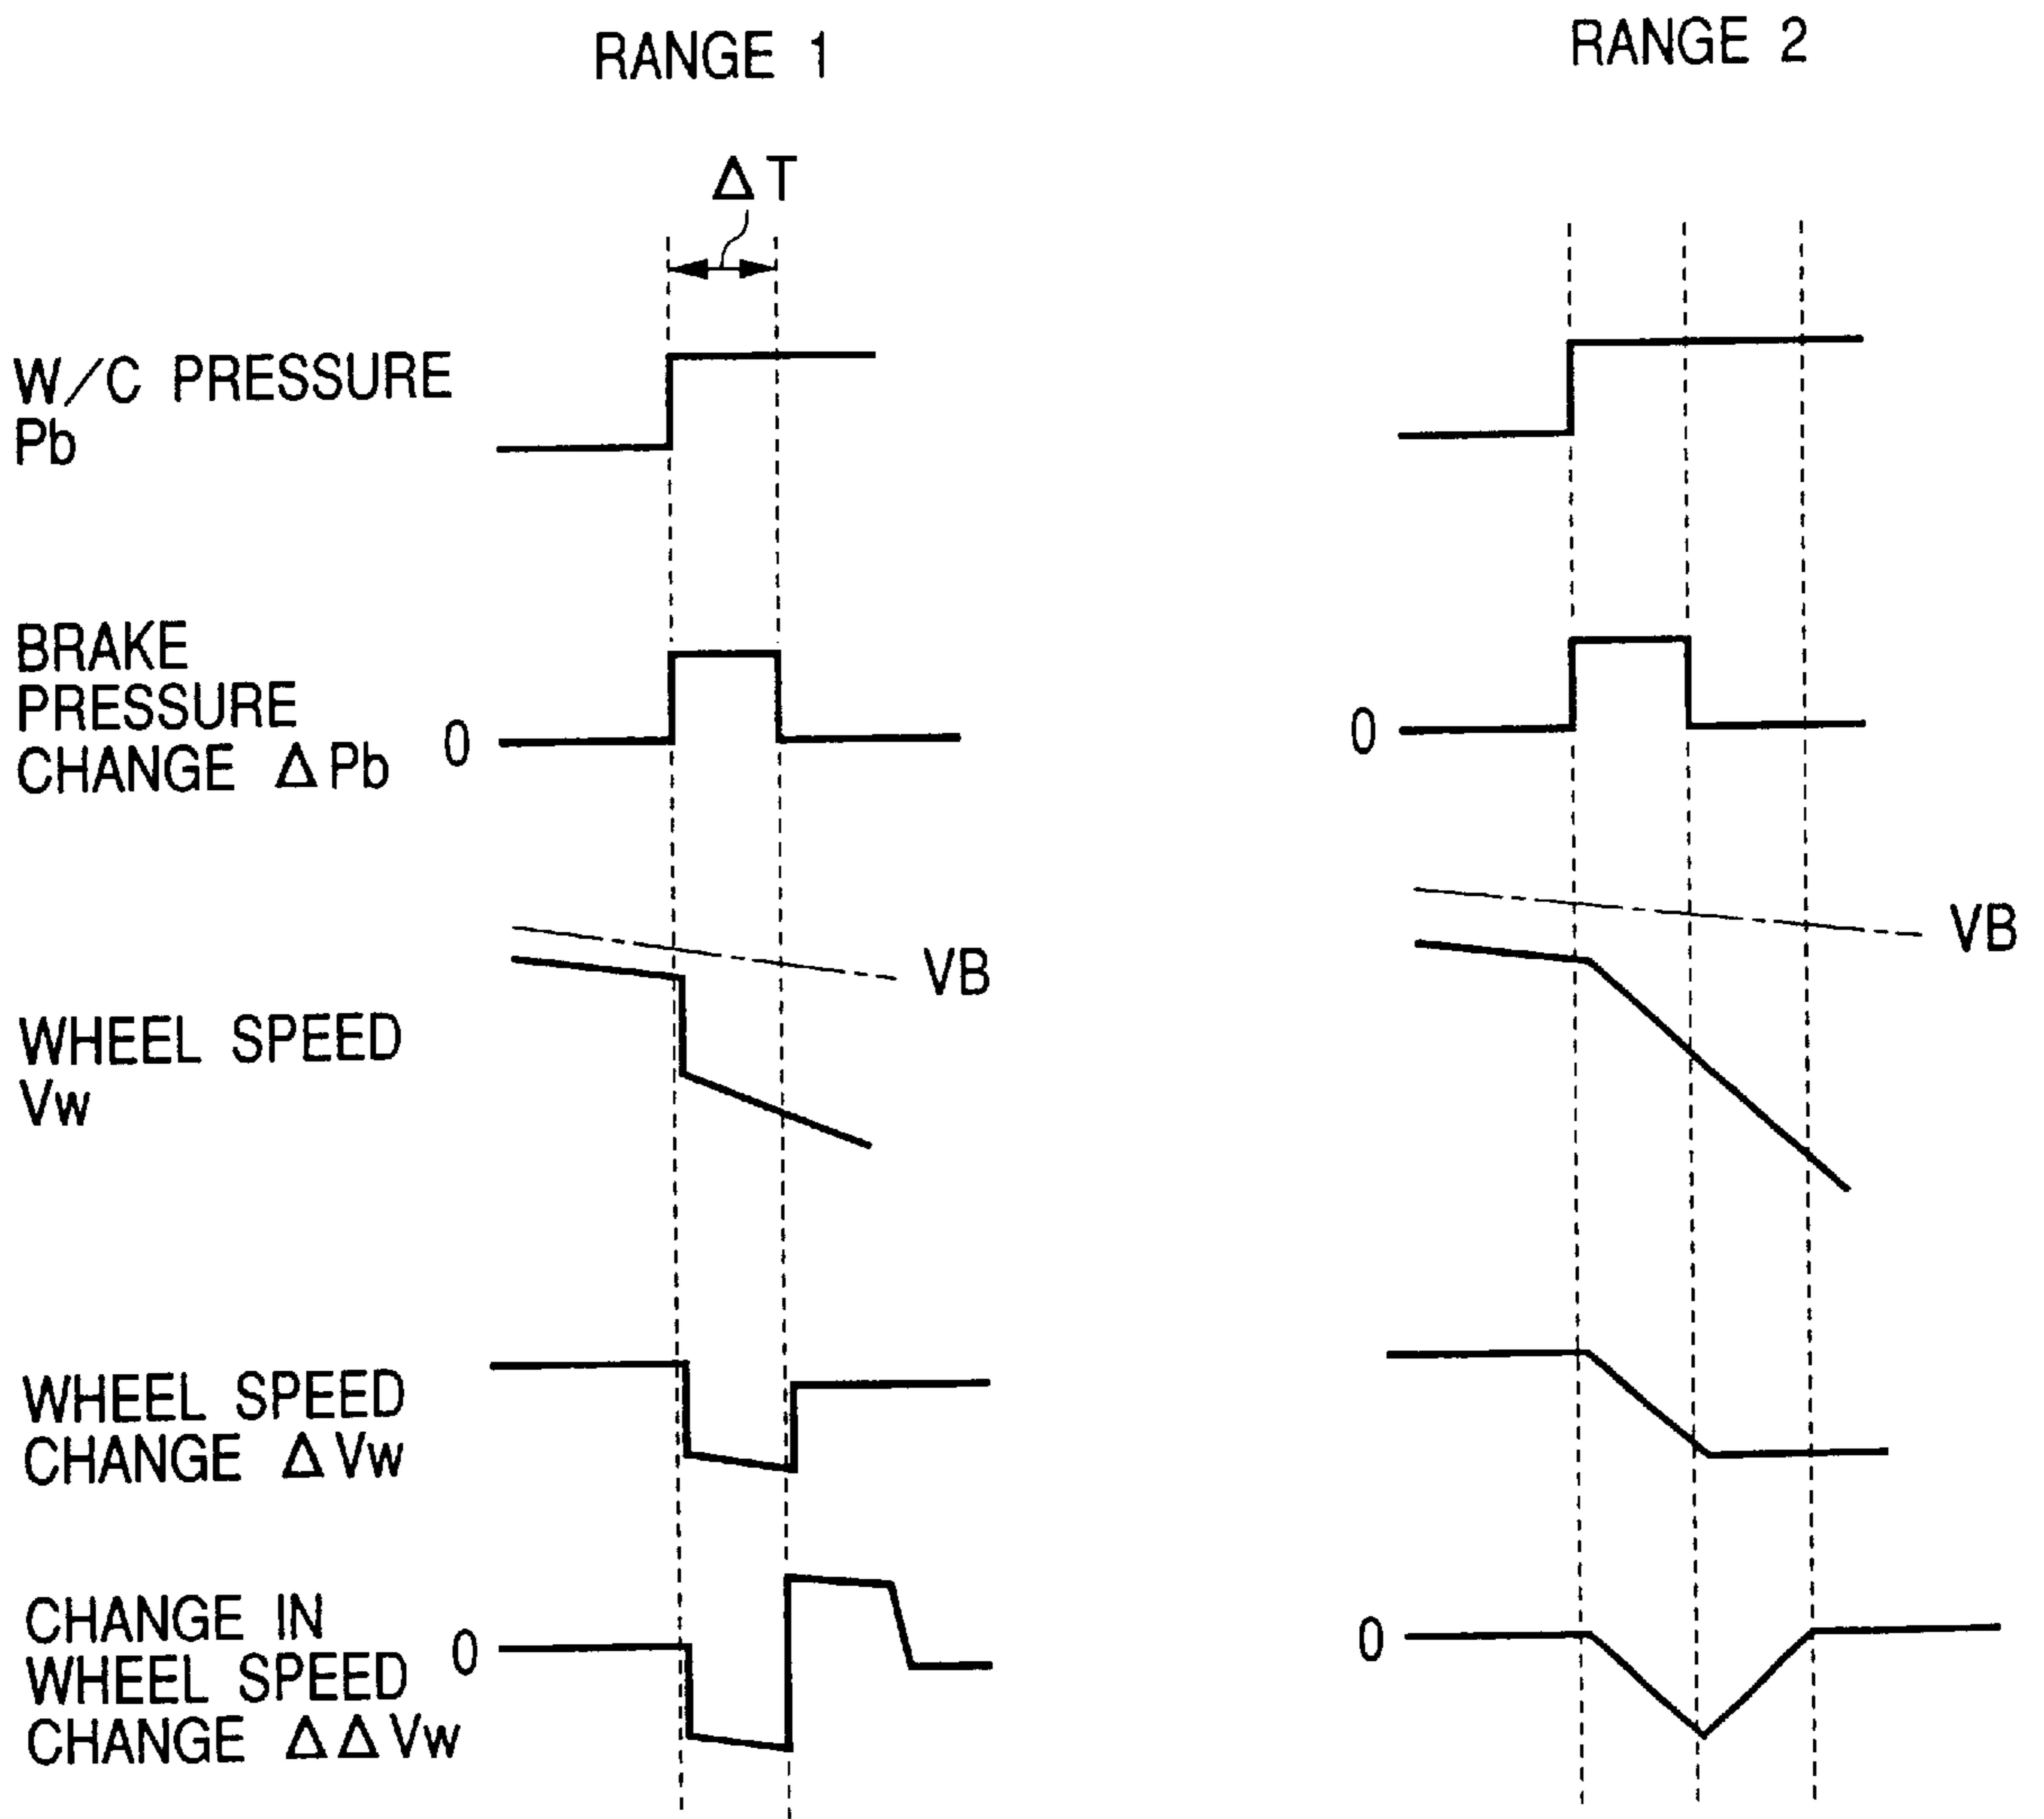 RANGE 1
RANGE 2
ΔT
W/C PRESSURE
Pb
BRAKE
PRESSURE
CHANGE ΔPb
0
0
VB
VB
WHEEL SPEED
Vw
WHEEL SPEED
CHANGE ΔVw
CHANGE IN
WHEEL SPEED
CHANGE ΔΔVw
0
0